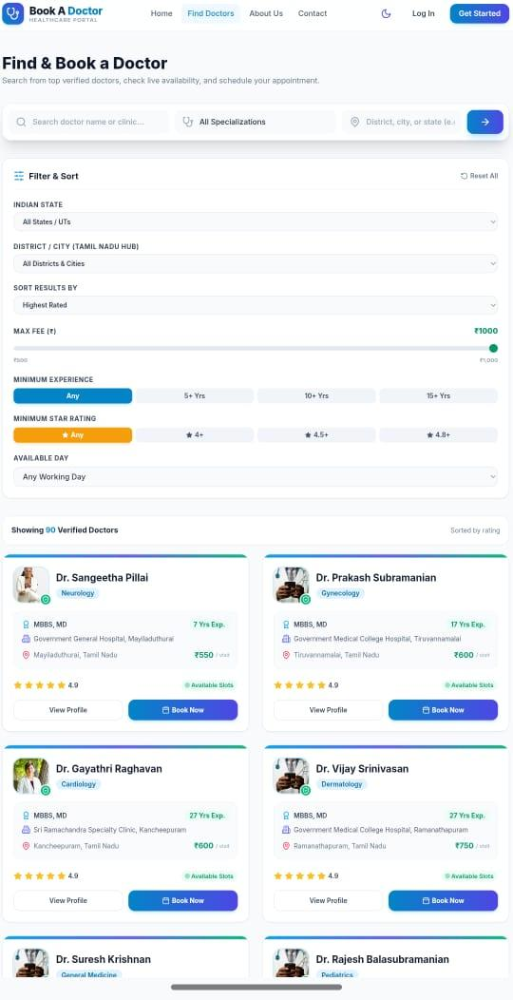 Book A Doctor
HEALTHCARE PORTAL
Home Find Doctors About Us Contact Log In Get Started
Find & Book a Doctor
Search from top verified doctors, check live availability, and schedule your appointment.
Search doctor name or clinic... All Specializations District, city, or state (e.
Filter & Sort Reset All
INDIAN STATE
All States / UTs
DISTRICT / CITY (TAMIL NADU HUB)
All Districts & Cities
SORT RESULTS BY
Highest Rated
MAX FEE (₹) ₹1000
₹500 ₹1,000
MINIMUM EXPERIENCE
Any 5+ Yrs 10+ Yrs 15+ Yrs
MINIMUM STAR RATING
★ Any ★ 4+ ★ 4.5+ ★ 4.8+
AVAILABLE DAY
Any Working Day
Showing 90 Verified Doctors Sorted by rating
Dr. Sangeetha Pillai
Neurology
MBBS, MD 7 Yrs Exp.
Government General Hospital, Mayiladuthurai
Mayiladuthurai, Tamil Nadu ₹550 / visit
4.9 Available Slots
View Profile Book Now
Dr. Prakash Subramanian
Gynecology
MBBS, MD 17 Yrs Exp.
Government Medical College Hospital, Tiruvannamalai
Tiruvannamalai, Tamil Nadu ₹600 / visit
4.9 Available Slots
View Profile Book Now
Dr. Gayathri Raghavan
Cardiology
MBBS, MD 27 Yrs Exp.
Sri Ramachandra Specialty Clinic, Kancheepuram
Kancheepuram, Tamil Nadu ₹600 / visit
4.9 Available Slots
View Profile Book Now
Dr. Vijay Srinivasan
Dermatology
MBBS, MD 27 Yrs Exp.
Government Medical College Hospital, Ramanathapuram
Ramanathapuram, Tamil Nadu ₹750 / visit
4.9 Available Slots
View Profile Book Now
Dr. Suresh Krishnan
General Medicine
Dr. Rajesh Balasubramanian
Pediatrics